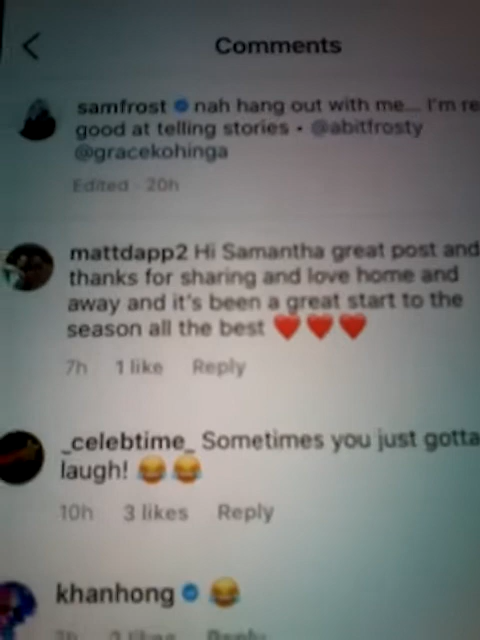 Comments
samfrost nah hang out with me... I'm re
good at telling stories • @abitfrosty
@gracekohinga
Edited · 20h
mattdapp2 Hi Samantha great post and
thanks for sharing and love home and
away and it's been a great start to the
season all the best ❤️❤️❤️
7h 1 like Reply
_celebtime_ Sometimes you just gotta
laugh! 😂😂
10h 3 likes Reply
khanhong 😂
Reply